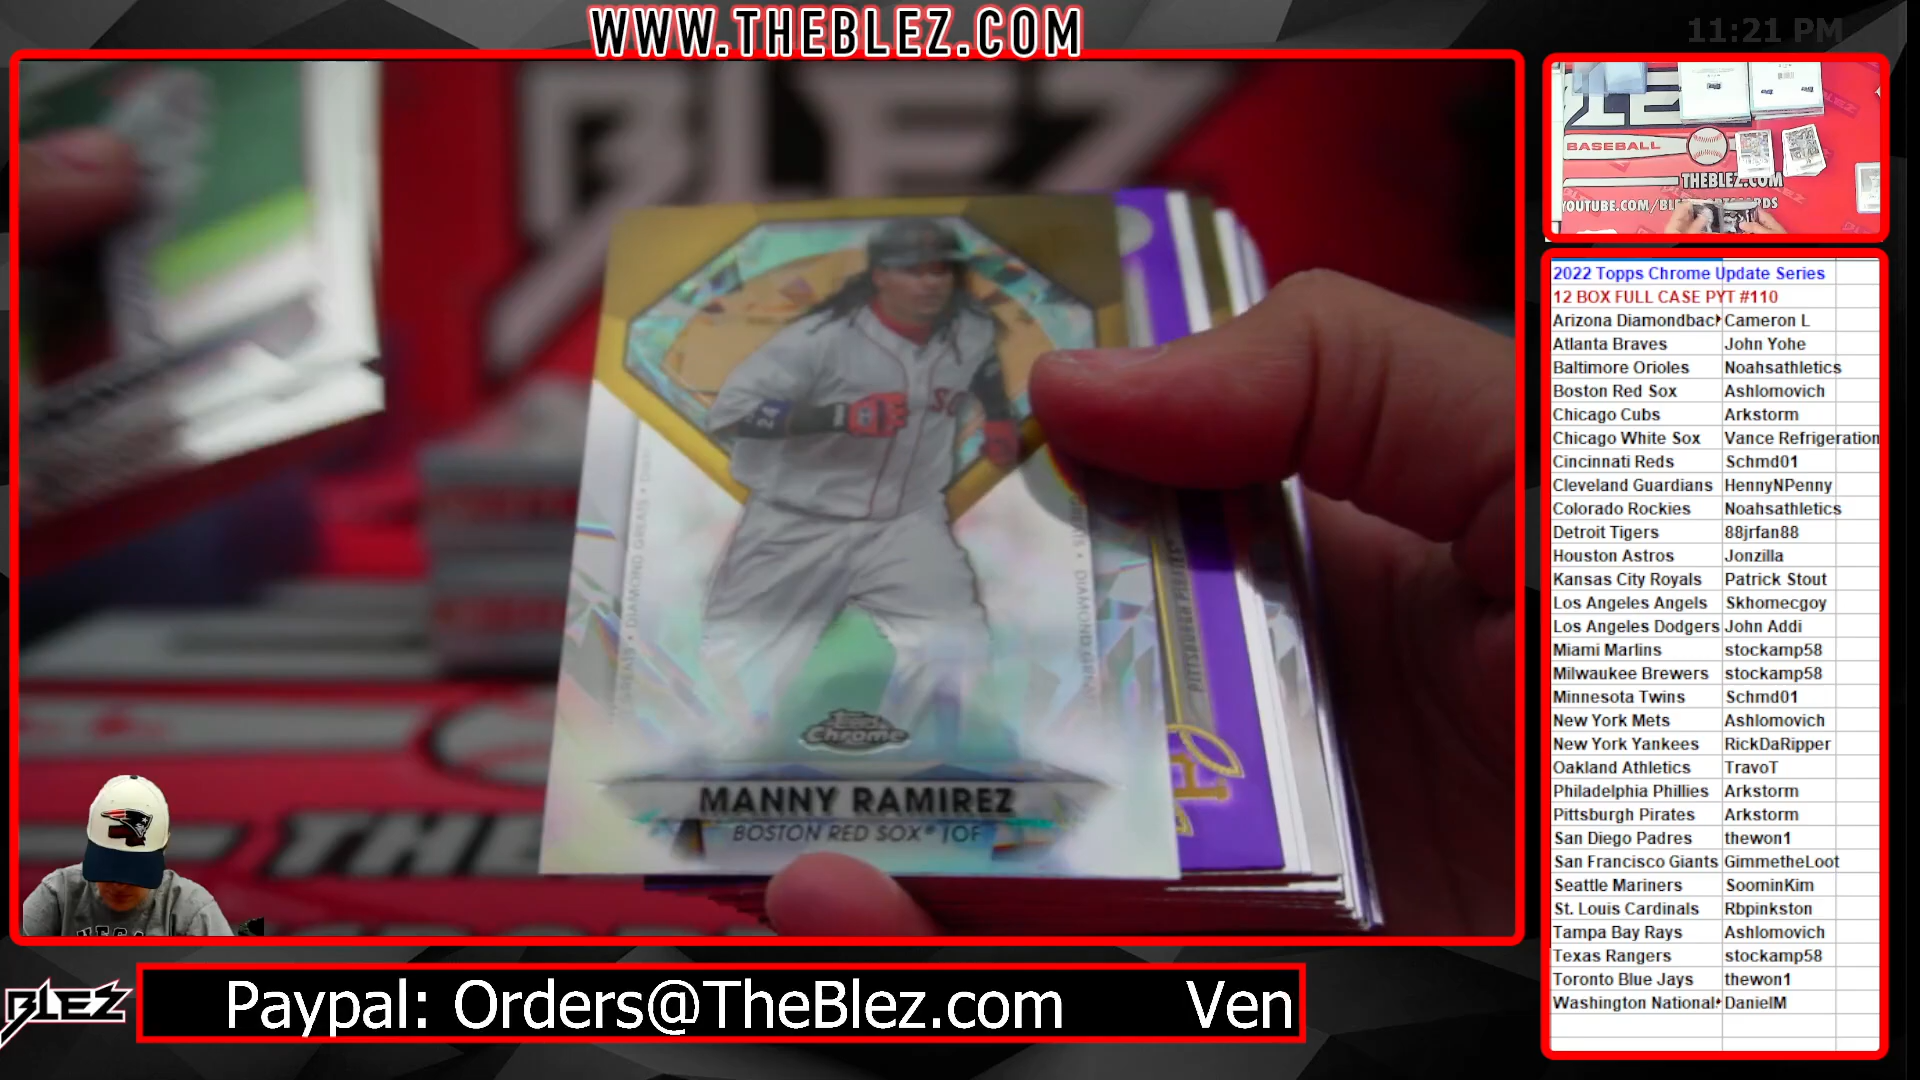 WWW.THEBLEZ.COM
11:21 PM
BLEZ
BASEBALL
THEBLEZ.COM
24
Topps
Chrome
MANNY RAMIREZ
BOSTON RED SOX® | OF
PITTSBURGH PIRATES
2022 Topps Chrome Update Series
12 BOX FULL CASE PYT #110
Arizona Diamondbac Cameron L
Atlanta Braves John Yohe
Baltimore Orioles Noahsathletics
Boston Red Sox Ashlomovich
Chicago Cubs Arkstorm
Chicago White Sox Vance Refrigeration
Cincinnati Reds Schmd01
Cleveland Guardians HennyNPenny
Colorado Rockies Noahsathletics
Detroit Tigers 88jrfan88
Houston Astros Jonzilla
Kansas City Royals Patrick Stout
Los Angeles Angels Skhomecgoy
Los Angeles Dodgers John Addi
Miami Marlins stockamp58
Milwaukee Brewers stockamp58
Minnesota Twins Schmd01
New York Mets Ashlomovich
New York Yankees RickDaRipper
Oakland Athletics TravoT
Philadelphia Phillies Arkstorm
Pittsburgh Pirates Arkstorm
San Diego Padres thewon1
San Francisco Giants GimmetheLoot
Seattle Mariners SoominKim
St. Louis Cardinals Rbpinkston
Tampa Bay Rays Ashlomovich
Texas Rangers stockamp58
Toronto Blue Jays thewon1
Washington National DanielM
BLEZ
Paypal: Orders@TheBlez.com Ven